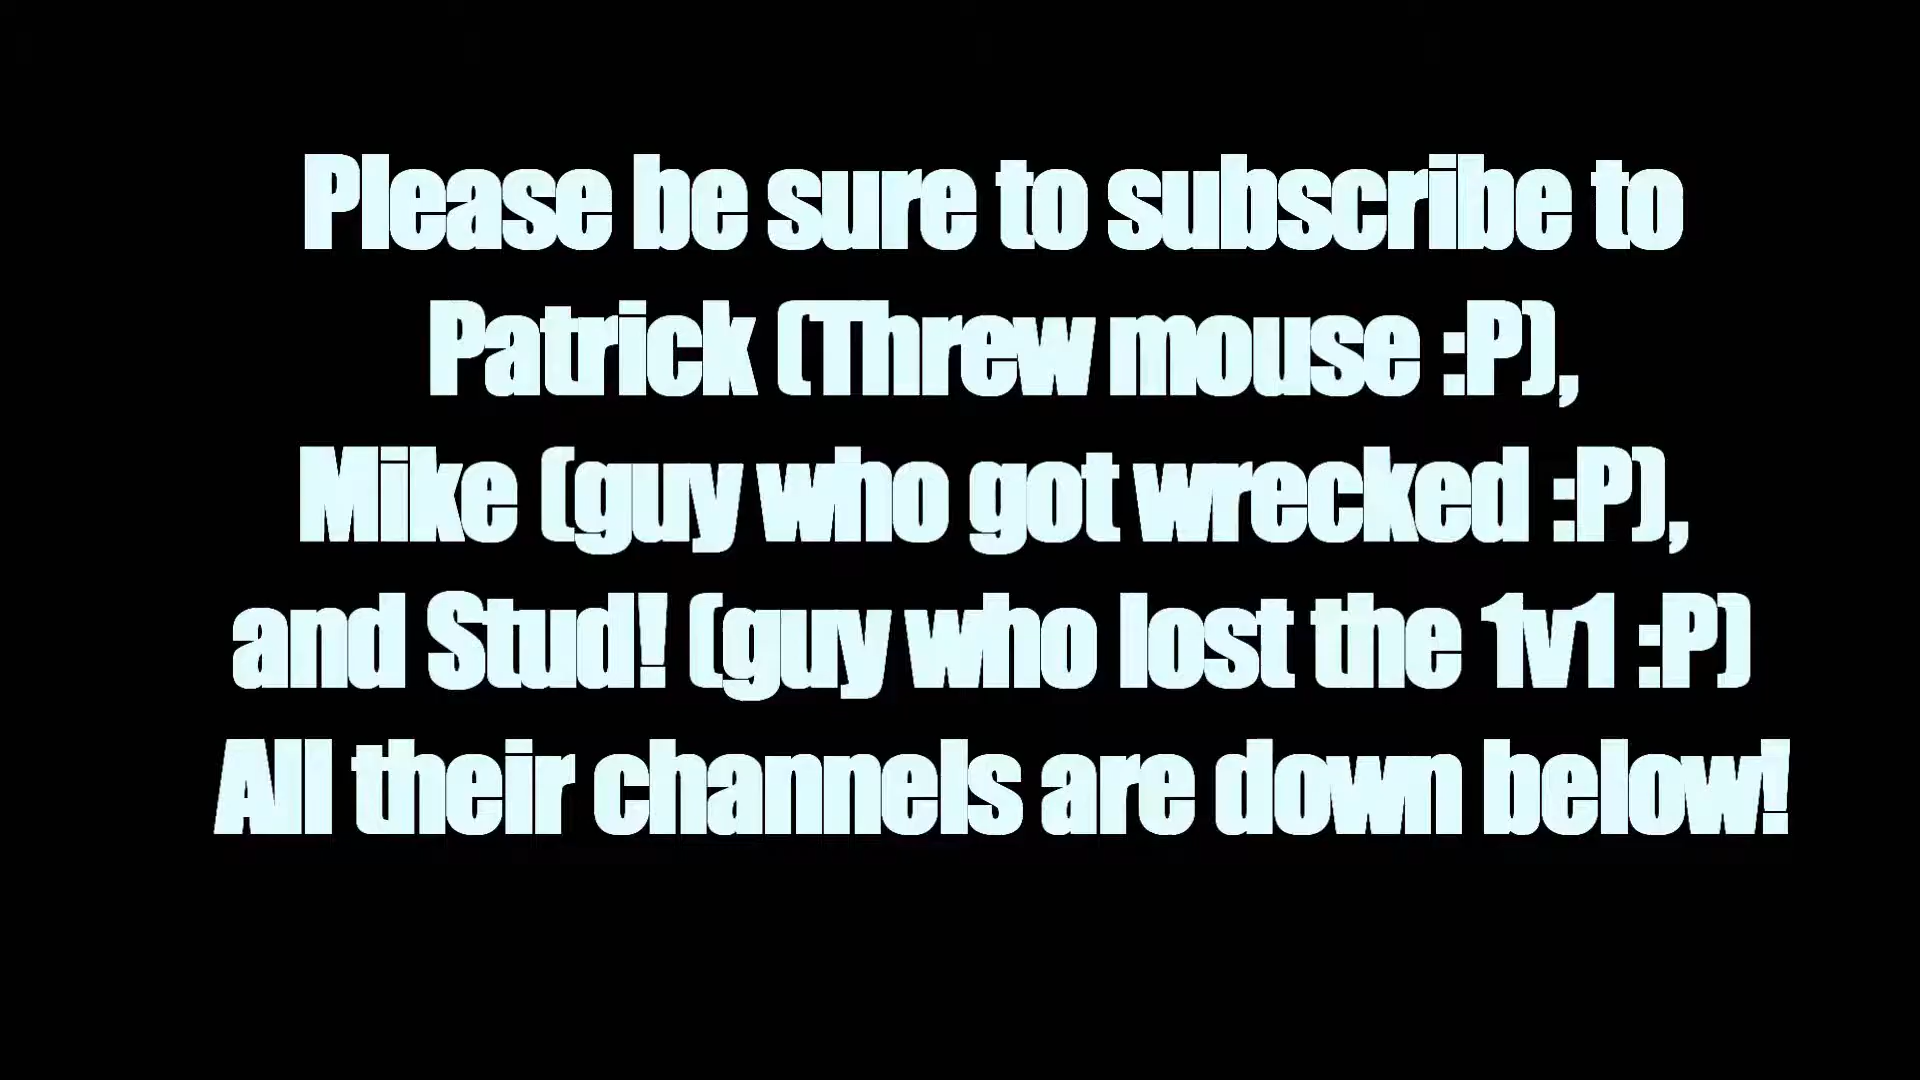 Please be sure to subscribe to
Patrick (Threw mouse :P),
Mike (guy who got wrecked :P),
and Stud! (guy who lost the 1v1 :P)
All their channels are down below!